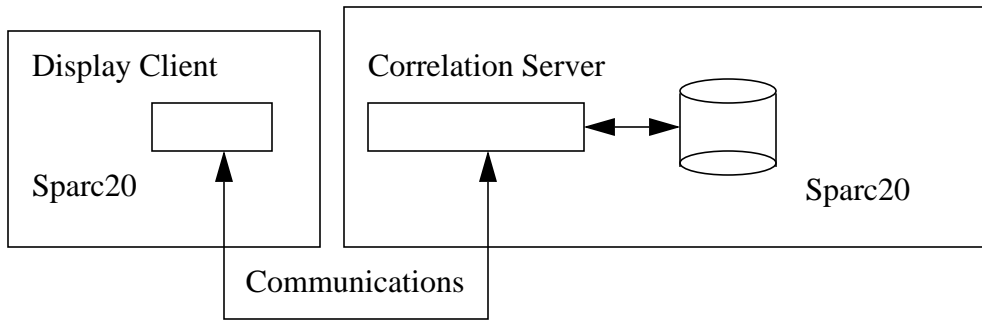 Display Client
Correlation Server
Sparc20
Sparc20
Communications